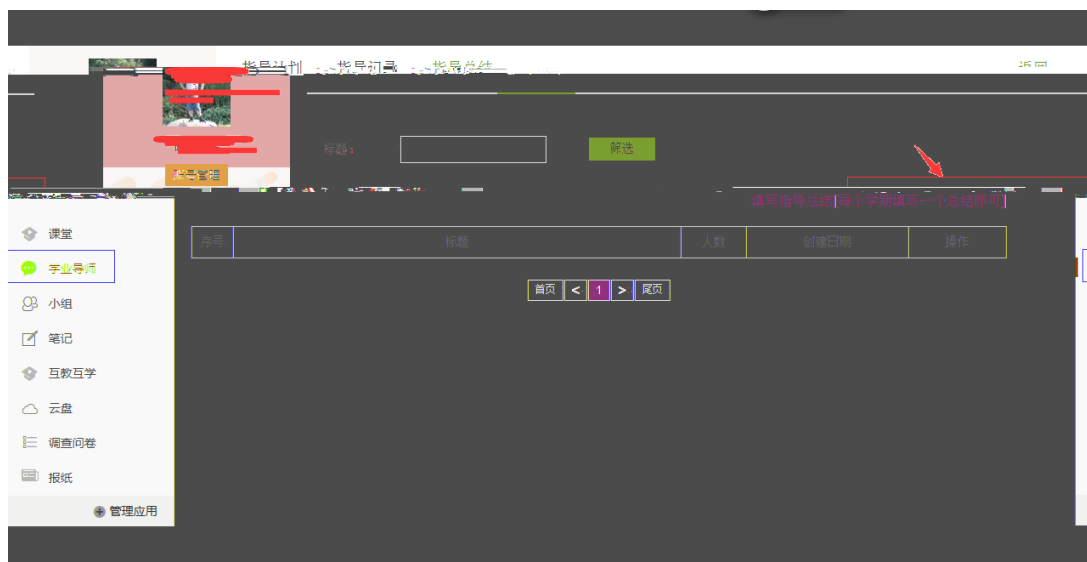 指导计划 指导记录 指导总结 返回
标题： 筛选
账号管理
填写指导总结[每个学期填写一个总结即可]
课堂
序号 标题 人数 创建日期 操作
学业导师
首页 < 1 > 尾页
小组
笔记
互教互学
云盘
调查问卷
报纸
管理应用